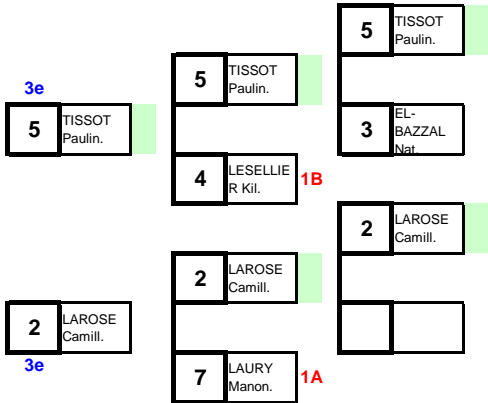 3e
5 TISSOT
Paulin.
2 LAROSE
Camill.
3e
5 TISSOT
Paulin.
4 LESELLIE
R Kil.
1B
2 LAROSE
Camill.
7 LAURY
Manon.
1A
5 TISSOT
Paulin.
3 EL-
BAZZAL
Nat.
2 LAROSE
Camill.